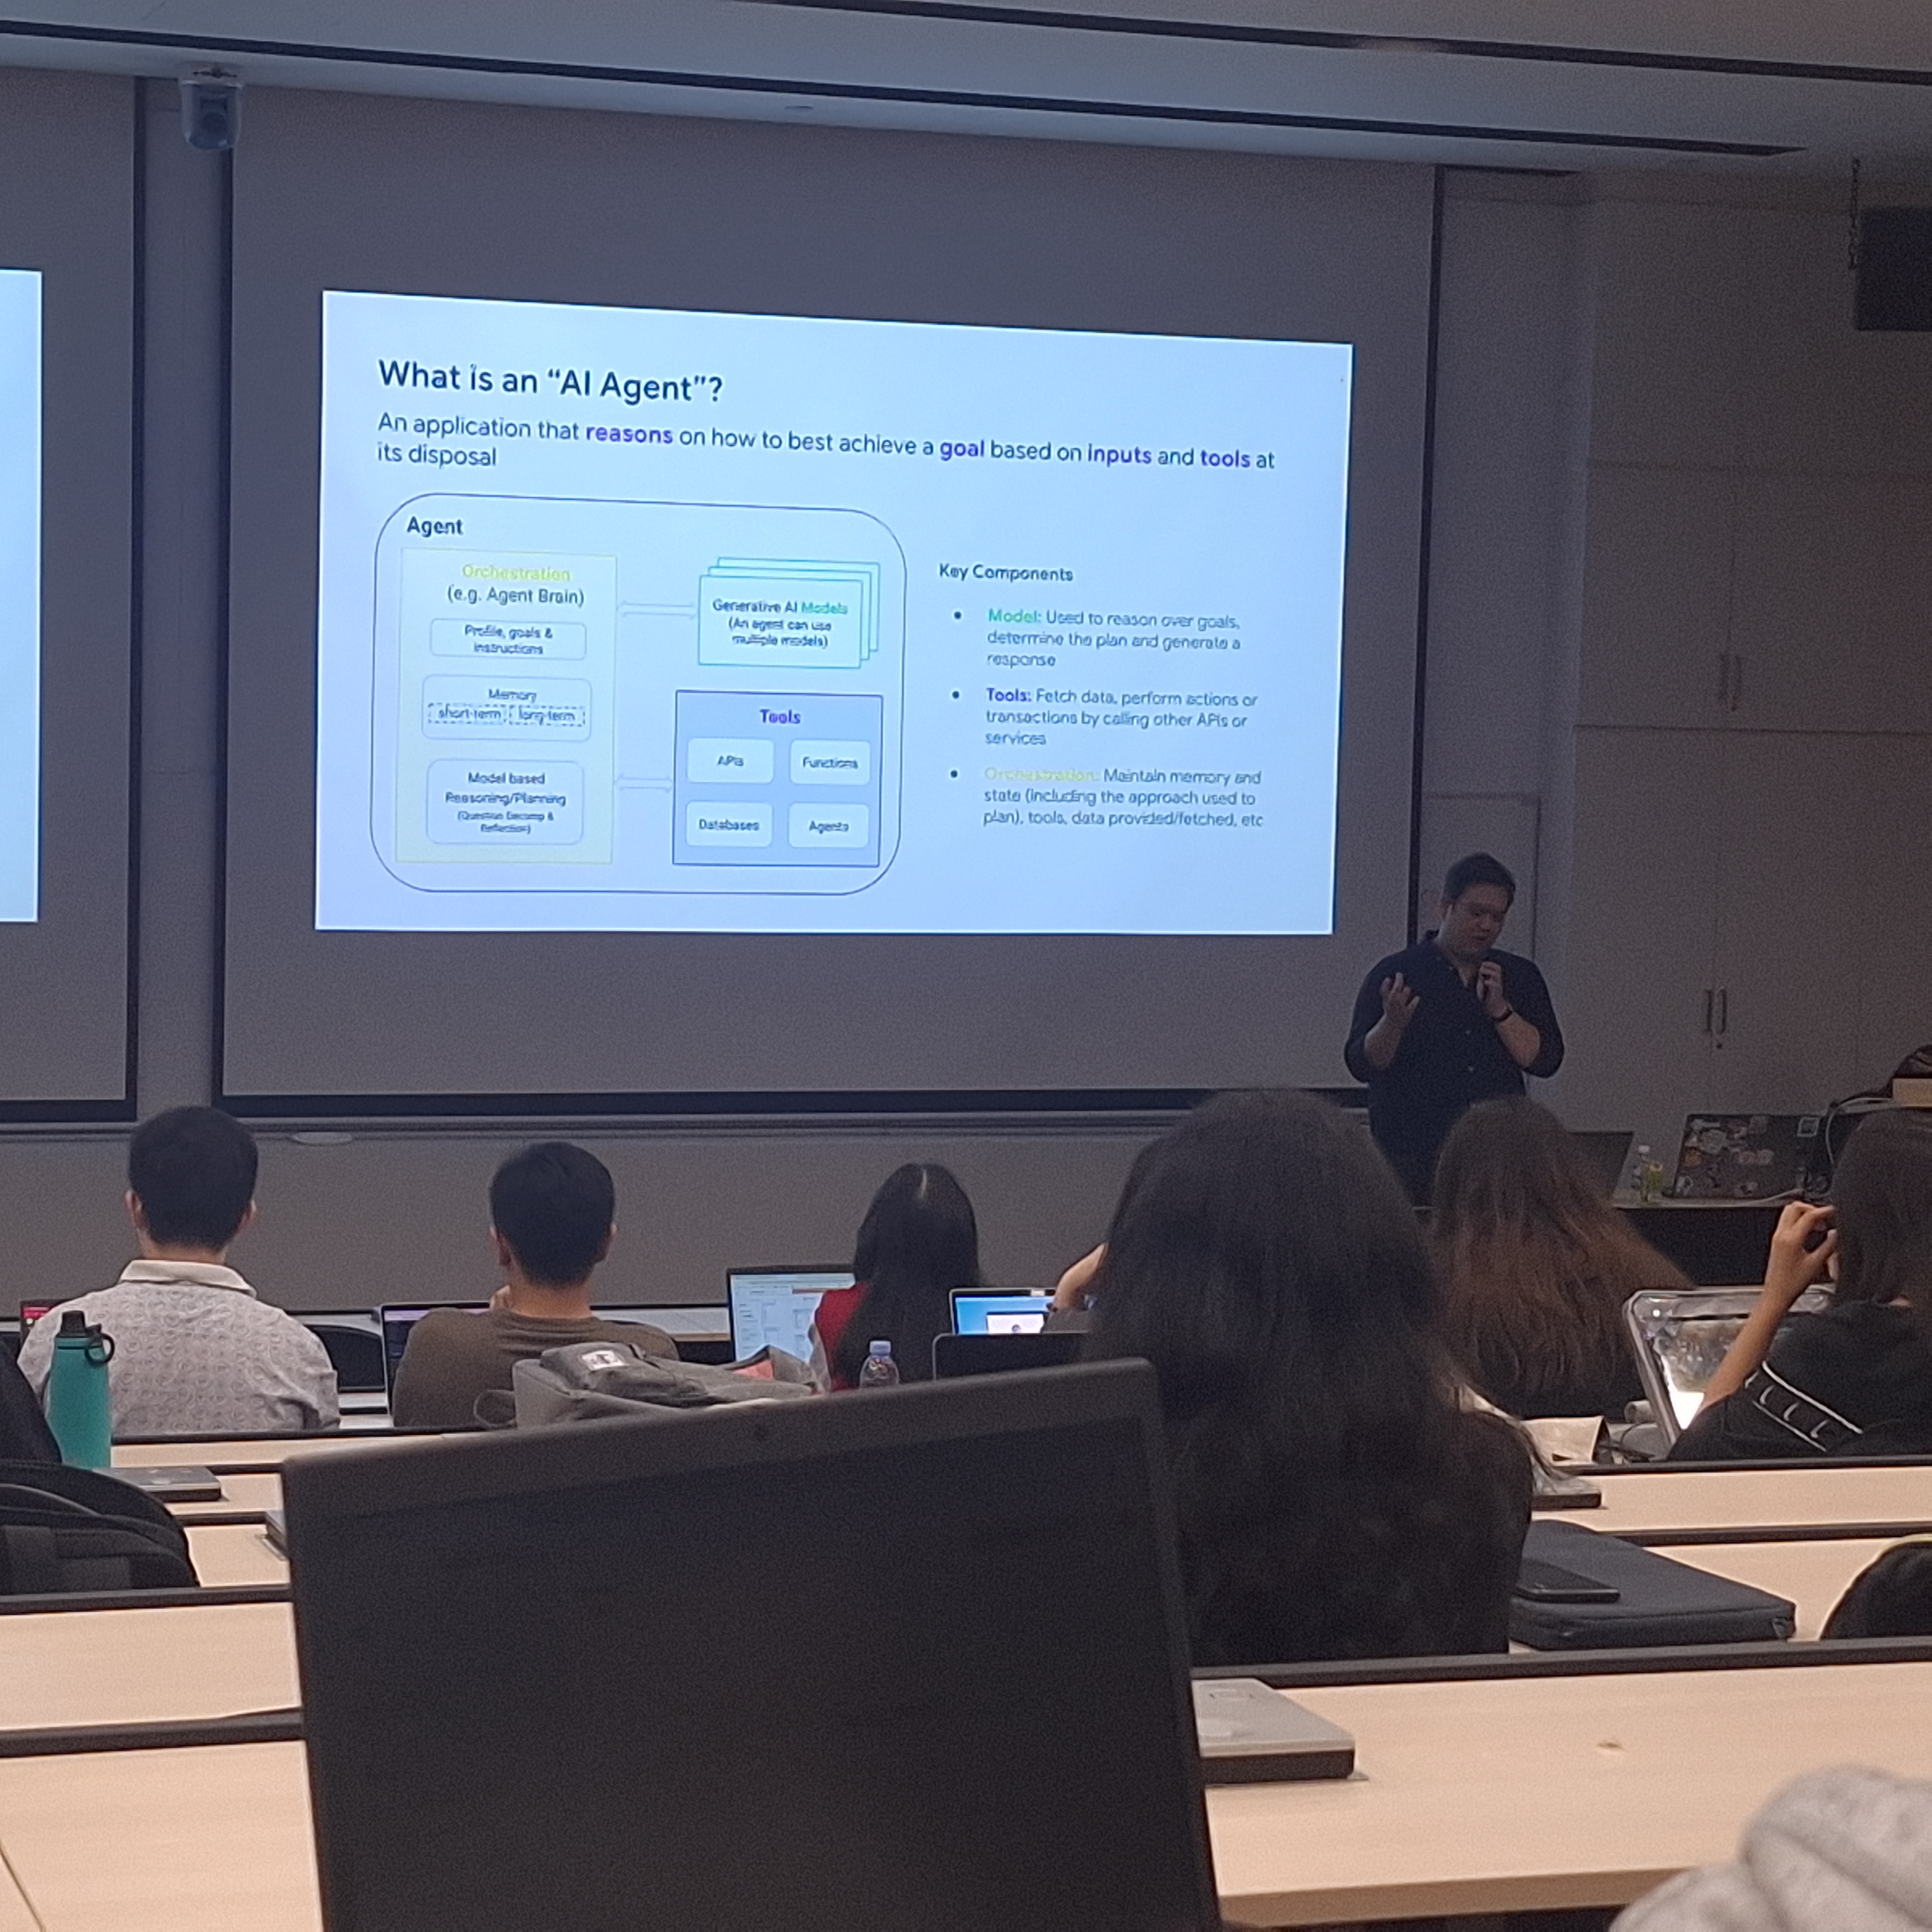 What is an “AI Agent”?
An application that reasons on how to best achieve a goal based on inputs and tools at
its disposal
Agent
Orchestration
(e.g. Agent Brain)
Profile, goals &
instructions
Memory
short-term long-term
Model based
Reasoning/Planning
(Question Decomp &
Reflection)
Generative AI Models
(An agent can use
multiple models)
Tools
APIs
Functions
Databases
Agents
Key Components
• Model: Used to reason over goals,
determine the plan and generate a
response
• Tools: Fetch data, perform actions or
transactions by calling other APIs or
services
• Orchestration: Maintain memory and
state (including the approach used to
plan), tools, data provided/fetched, etc